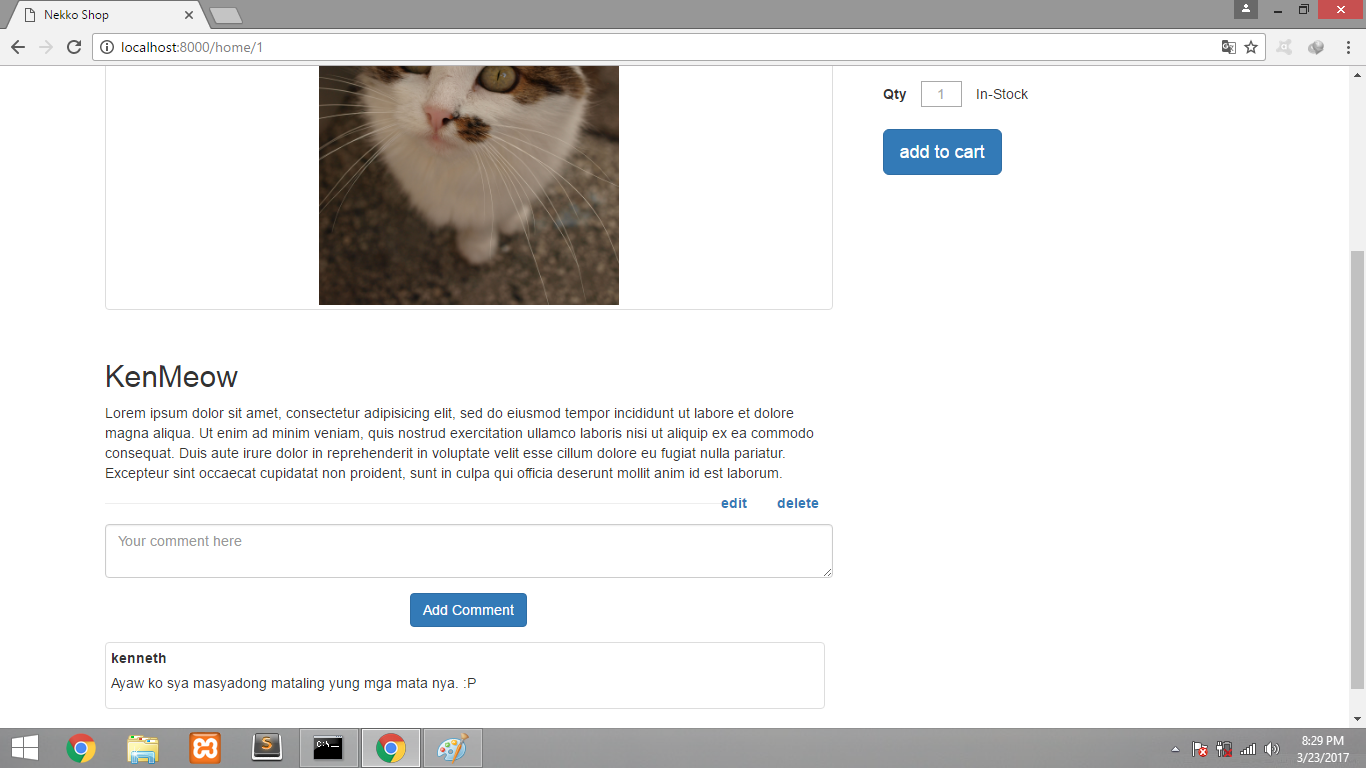 Nekko Shop
localhost:8000/home/1
Qty 1 In-Stock
add to cart
KenMeow
Lorem ipsum dolor sit amet, consectetur adipisicing elit, sed do eiusmod tempor incididunt ut labore et dolore
magna aliqua. Ut enim ad minim veniam, quis nostrud exercitation ullamco laboris nisi ut aliquip ex ea commodo
consequat. Duis aute irure dolor in reprehenderit in voluptate velit esse cillum dolore eu fugiat nulla pariatur.
Excepteur sint occaecat cupidatat non proident, sunt in culpa qui officia deserunt mollit anim id est laborum.
edit delete
Your comment here
Add Comment
kenneth
Ayaw ko sya masyadong mataling yung mga mata nya. :P
8:29 PM
3/23/2017